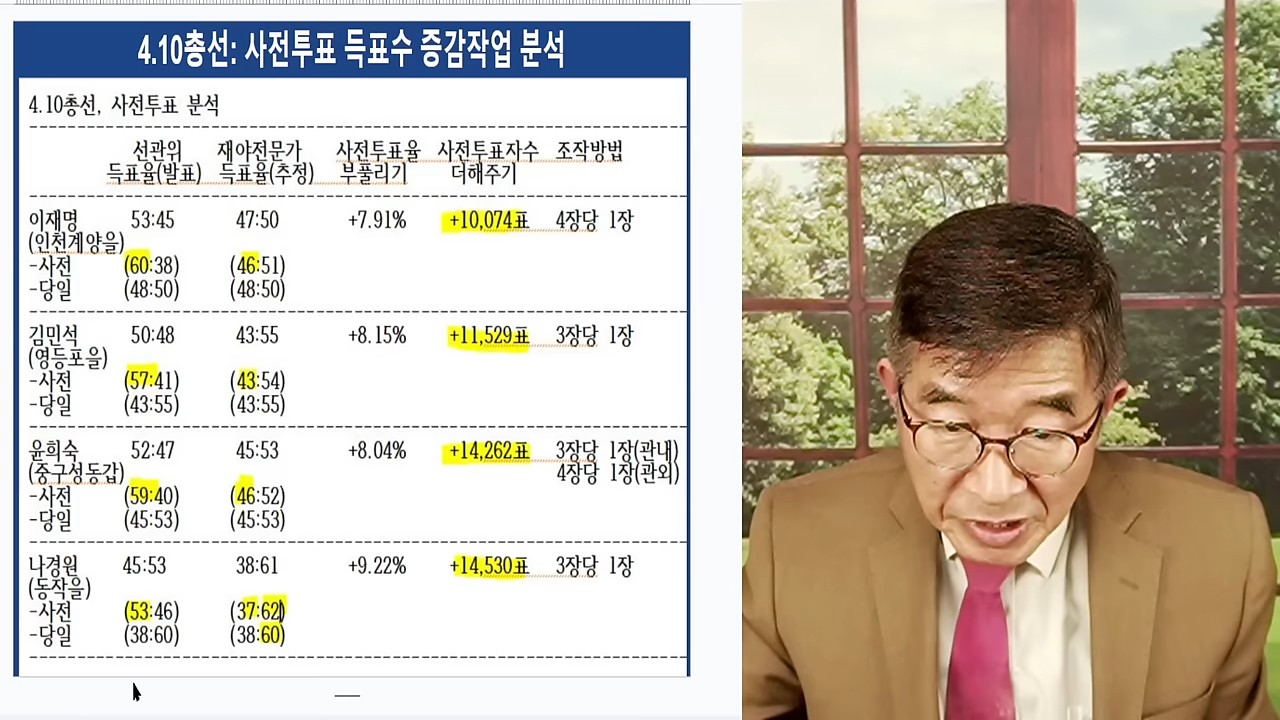 4.10총선: 사전투표 득표수 증감작업 분석
4.10총선, 사전투표 분석
선관위 재야전문가 사전투표율 사전투표자수 조작방법
득표율(발표) 득표율(추정) 부풀리기 더해주기
이재명 53:45 47:50 +7.91% +10,074표 4장당 1장
(인천계양을)
-사전 (60:38) (46:51)
-당일 (48:50) (48:50)
김민석 50:48 43:55 +8.15% +11,529표 3장당 1장
(영등포을)
-사전 (57:41) (43:54)
-당일 (43:55) (43:55)
윤희숙 52:47 45:53 +8.04% +14,262표 3장당 1장(관내)
(중구성동갑) 4장당 1장(관외)
-사전 (59:40) (46:52)
-당일 (45:53) (45:53)
나경원 45:53 38:61 +9.22% +14,530표 3장당 1장
(동작을)
-사전 (53:46) (37:62)
-당일 (38:60) (38:60)